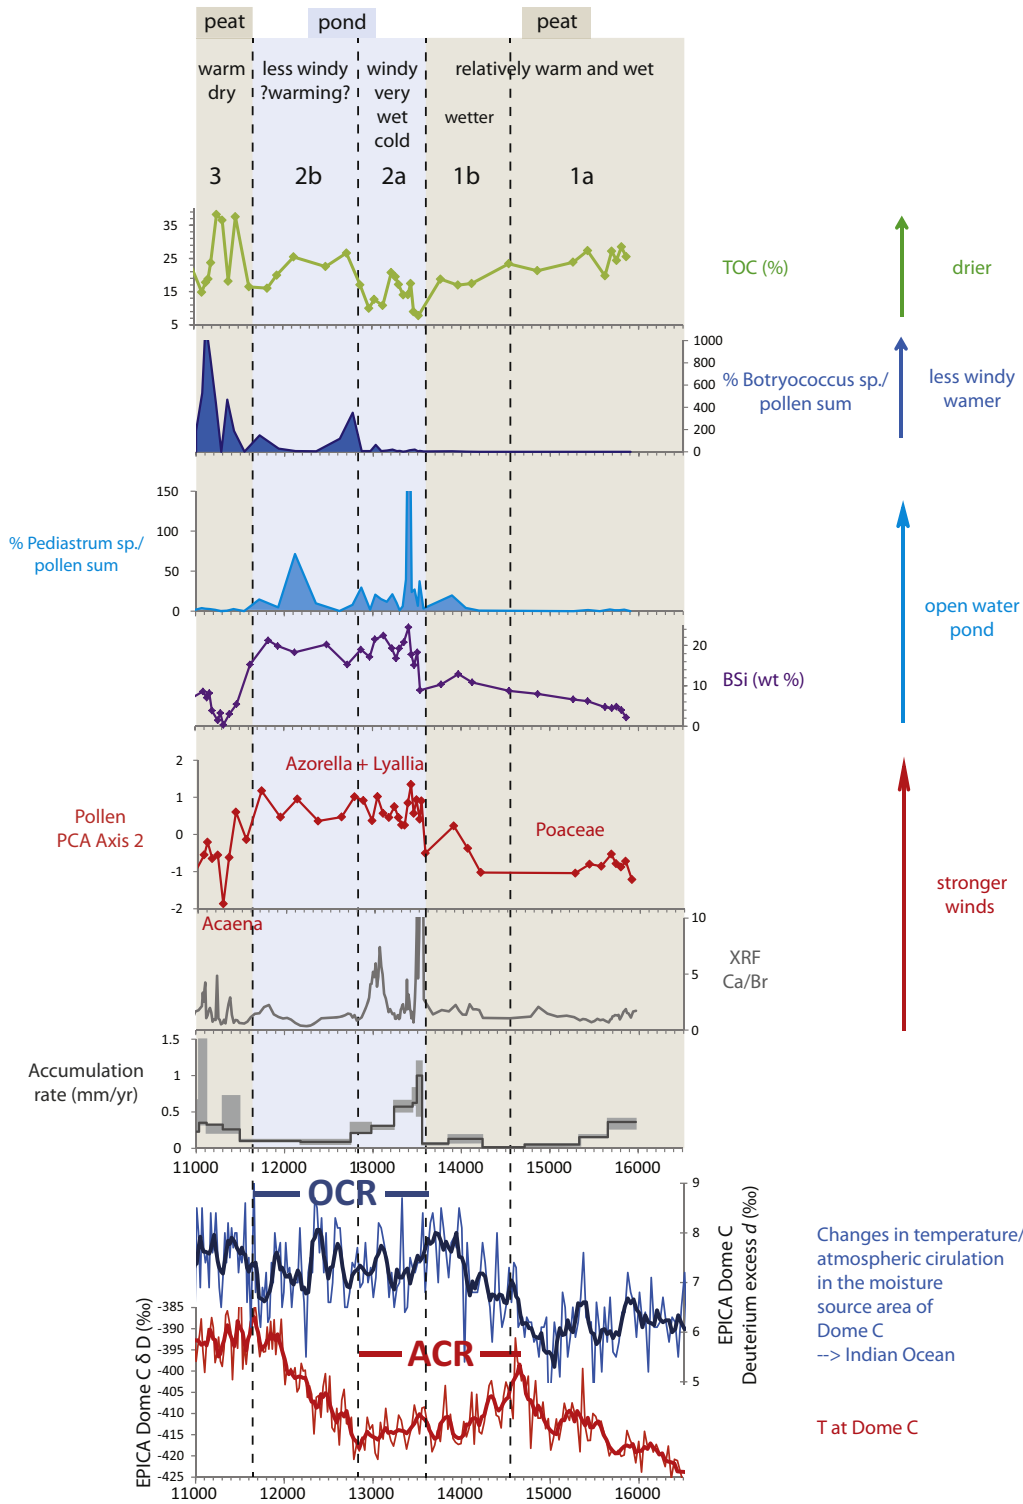 peat
pond
peat
warm
dry
less windy
?warming?
windy
very
wet
cold
relatively warm and wet
wetter
3
2b
2a
1b
1a
35
25
15
5
TOC (%)
drier
1000
800
600
400
200
0
% Botryococcus sp./
pollen sum
less windy
wamer
150
100
50
0
% Pediastrum sp./
pollen sum
open water
pond
20
10
0
BSi (wt %)
2
1
0
-1
-2
Pollen
PCA Axis 2
Azorella + Lyallia
Poaceae
Acaena
stronger
winds
10
5
0
XRF
Ca/Br
1.5
1
0.5
0
Accumulation
rate (mm/yr)
11000 12000 13000 14000 15000 16000
OCR
9
8
7
6
5
EPICA Dome C
Deuterium excess d (‰)
Changes in temperature/
atmospheric cirulation
in the moisture
source area of
Dome C
--> Indian Ocean
-385
-390
-395
-400
-405
-410
-415
-420
-425
EPICA Dome C δ D (‰)
ACR
T at Dome C
11000 12000 13000 14000 15000 16000